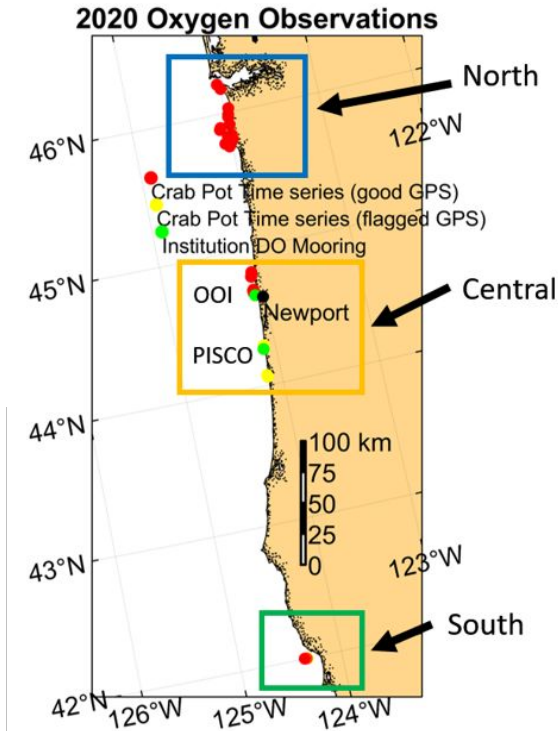 2020 Oxygen Observations
North
122°W
46°N
Crab Pot Time series (good GPS)
Crab Pot Time series (flagged GPS)
Institution DO Mooring
45°N
OOI
Newport
Central
PISCO
44°N
100 km
75
50
25
0
43°N
123°W
South
42°N
126°W
125°W
124°W